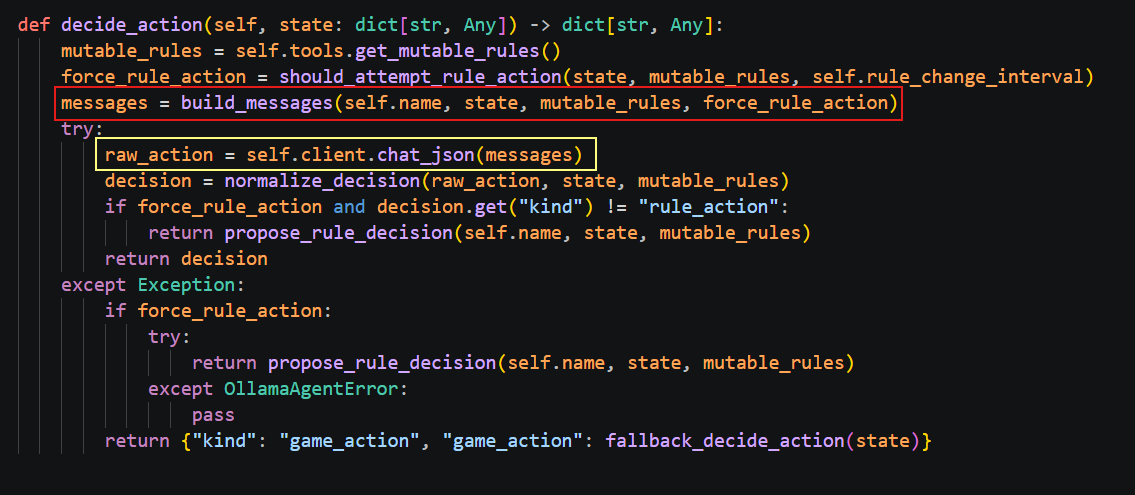 def decide_action(self, state: dict[str, Any]) -> dict[str, Any]:
    mutable_rules = self.tools.get_mutable_rules()
    force_rule_action = should_attempt_rule_action(state, mutable_rules, self.rule_change_interval)
    messages = build_messages(self.name, state, mutable_rules, force_rule_action)
    try:
        raw_action = self.client.chat_json(messages)
        decision = normalize_decision(raw_action, state, mutable_rules)
        if force_rule_action and decision.get("kind") != "rule_action":
            return propose_rule_decision(self.name, state, mutable_rules)
        return decision
    except Exception:
        if force_rule_action:
            try:
                return propose_rule_decision(self.name, state, mutable_rules)
            except OllamaAgentError:
                pass
        return {"kind": "game_action", "game_action": fallback_decide_action(state)}